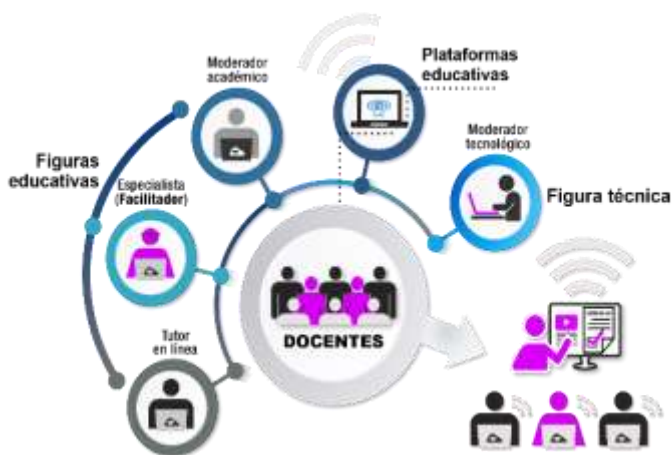 Moderador
académico
Plataformas
educativas
Moderador
tecnológico
Figuras
educativas
Especialista
(Facilitador)
Figura técnica
Tutor
en línea
DOCENTES